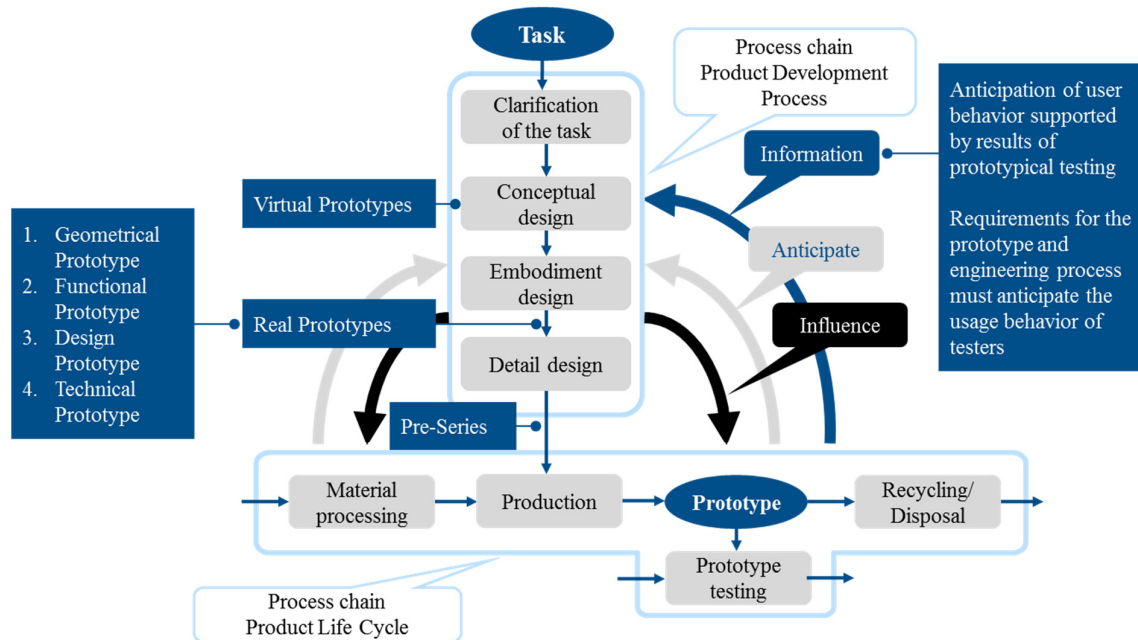 Task
Process chain
Product Development
Process
Clarification
of the task
Anticipation of user
behavior supported
by results of
prototypical testing
Requirements for the
prototype and
engineering process
must anticipate the
usage behavior of
testers
Information
Virtual Prototypes
Conceptual
design
1. Geometrical
Prototype
2. Functional
Prototype
3. Design
Prototype
4. Technical
Prototype
Anticipate
Embodiment
design
Real Prototypes
Influence
Detail design
Pre-Series
Material
processing
Production
Prototype
Recycling/
Disposal
Prototype
testing
Process chain
Product Life Cycle